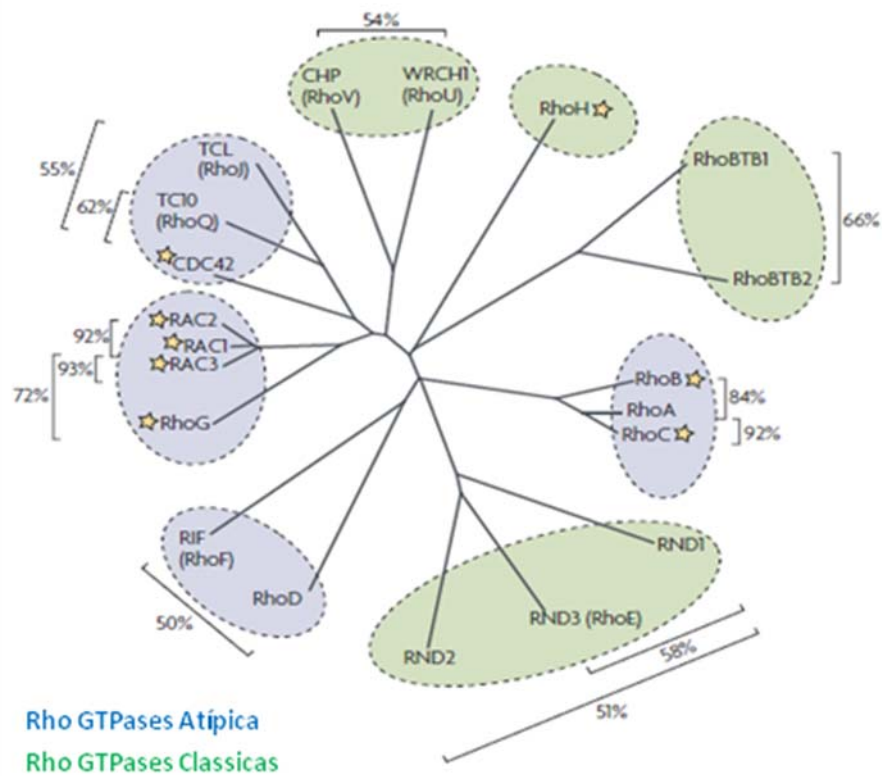 54%
CHP
(RhoV)
WRCH1
(RhoU)
RhoH
RhoBTB1
RhoBTB2
66%
55%
62%
TCL
(RhoJ)
TC10
(RhoQ)
CDC42
RAC2
RAC1
RAC3
RhoG
92%
93%
72%
RhoB
RhoA
RhoC
84%
92%
RIF
(RhoF)
RhoD
50%
RND1
RND3 (RhoE)
RND2
58%
51%
Rho GTPases Atípica
Rho GTPases Classicas